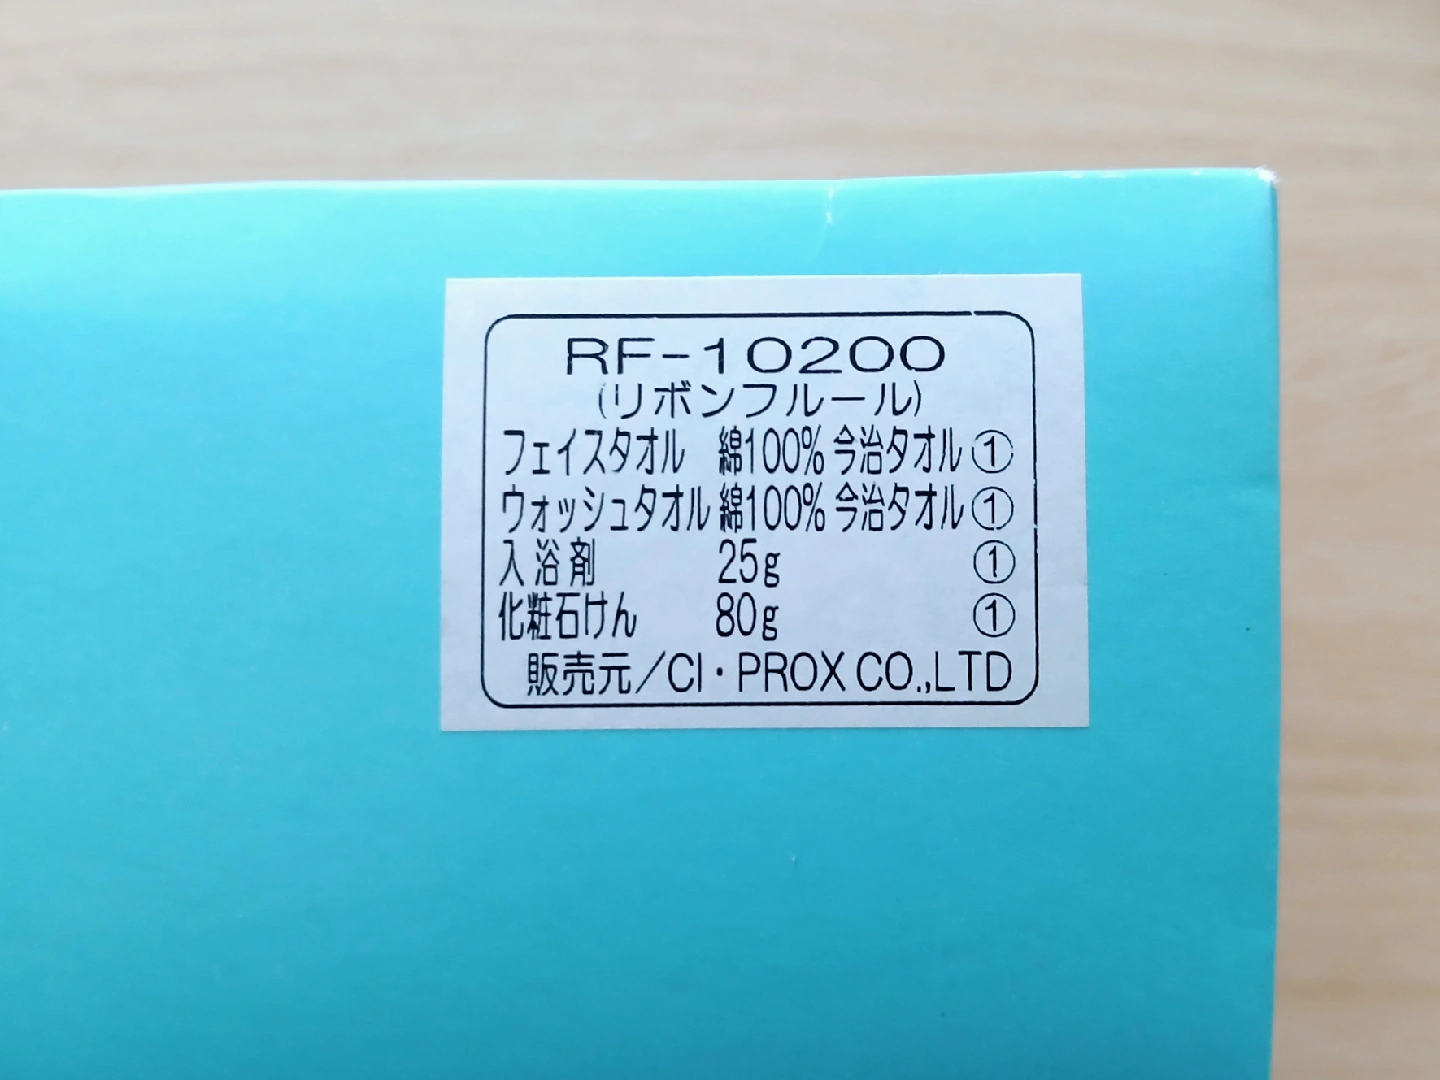 RF-10200
(リボンフルール)
フェイスタオル 綿100% 今治タオル ①
ウォッシュタオル 綿100% 今治タオル ①
入浴剤 25g ①
化粧石けん 80g ①
販売元/CI・PROX CO.,LTD